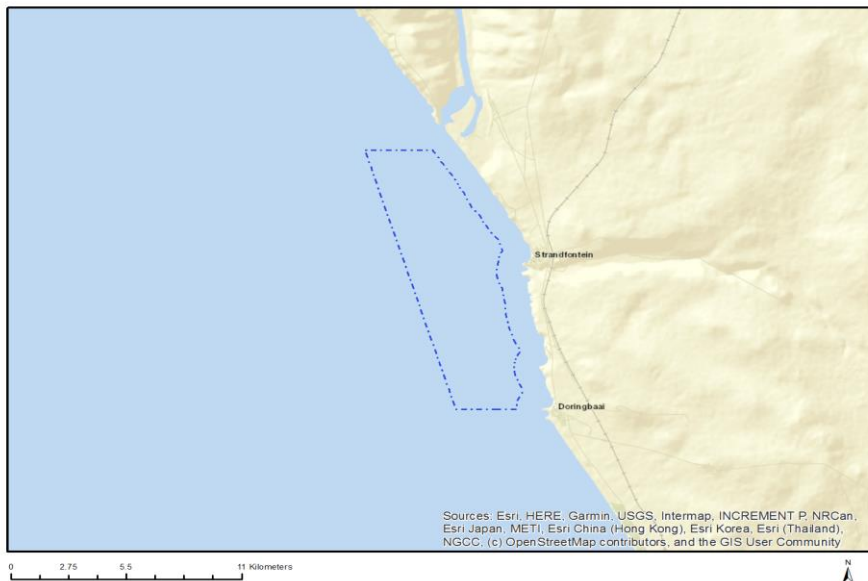 Strandfontein
Doringbaai
Sources: Esri, HERE, Garmin, USGS, Intermap, INCREMENT P, NRCan,
Esri Japan, METI, Esri China (Hong Kong), Esri Korea, Esri (Thailand),
NGCC, (c) OpenStreetMap contributors, and the GIS User Community
0 2.75 5.5 11 Kilometers
N